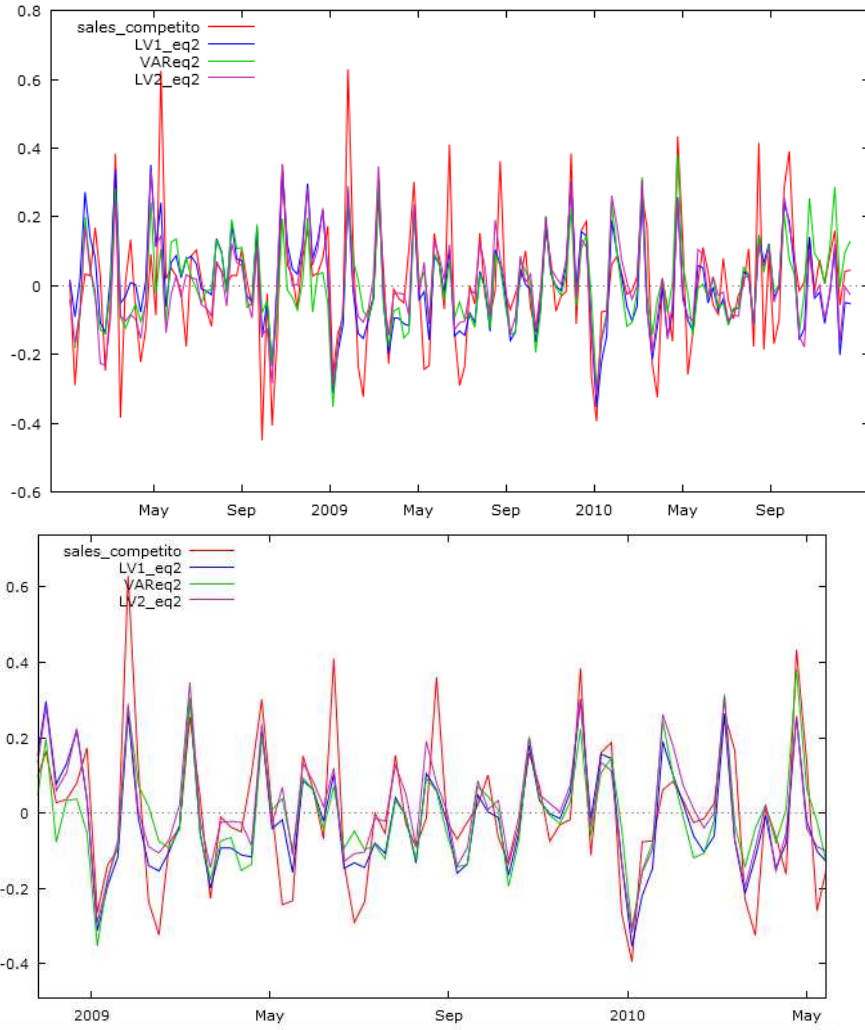 0.8
sales_competito
LV1_eq2
VAReq2
LV2_eq2
0.6
0.4
0.2
0
-0.2
-0.4
-0.6
May Sep 2009 May Sep 2010 May Sep
sales_competito
LV1_eq2
VAReq2
LV2_eq2
0.6
0.4
0.2
0
-0.2
-0.4
2009 May Sep 2010 May